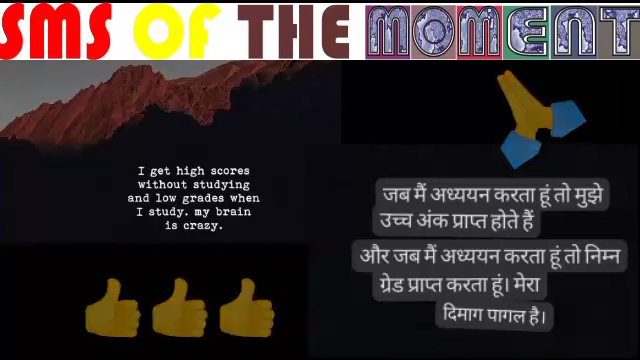 SMS OF THE MOMENT
I get high scores
without studying
and low grades when
I study. my brain
is crazy.
जब मैं अध्ययन करता हूं तो मुझे
उच्च अंक प्राप्त होते हैं
और जब मैं अध्ययन करता हूं तो निम्न
ग्रेड प्राप्त करता हूं। मेरा
दिमाग पागल है।